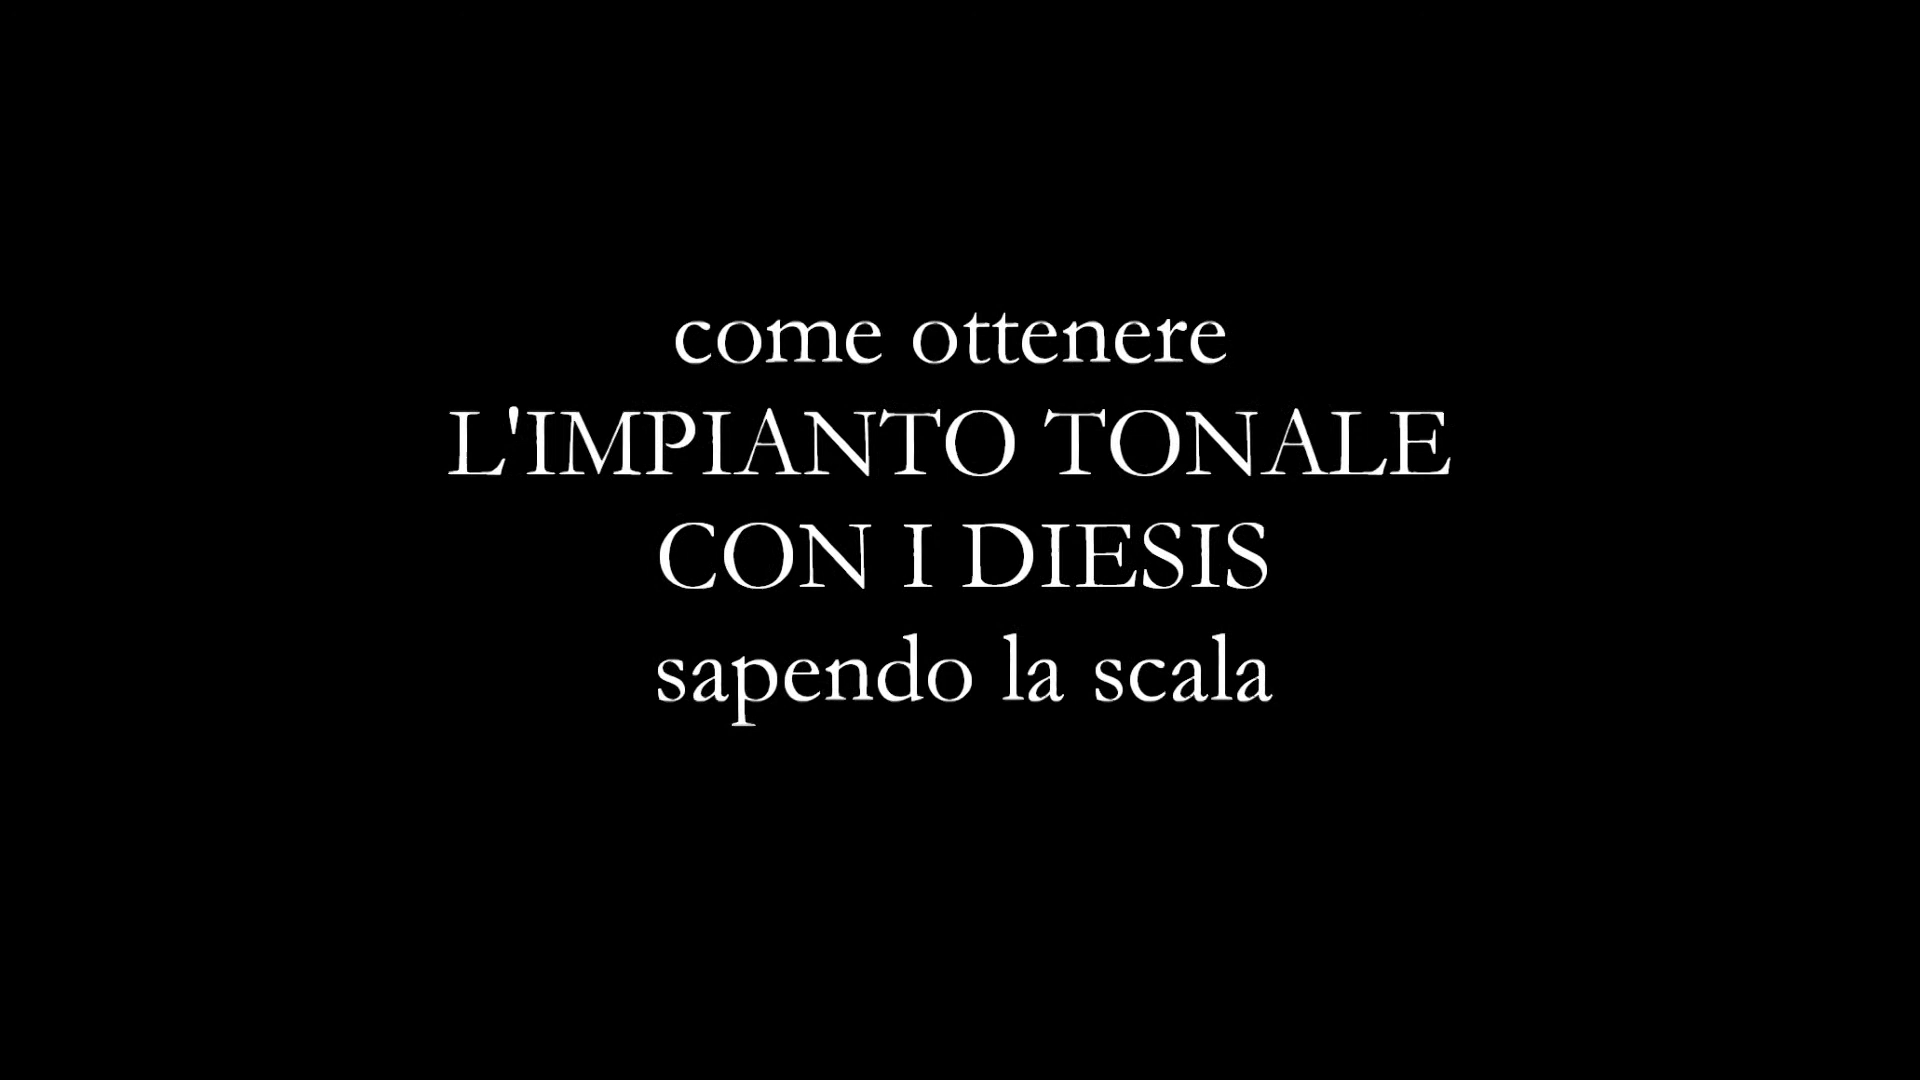 come ottenere
L'IMPIANTO TONALE
CON I DIESIS
sapendo la scala